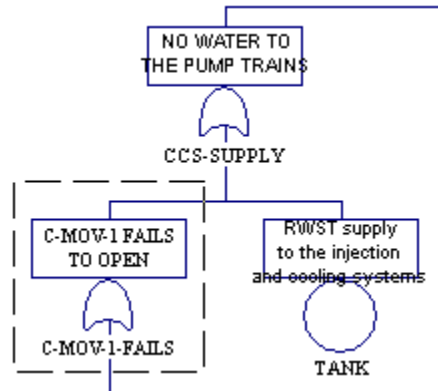 NO WATER TO
THE PUMP TRAINS
CCS-SUPPLY
C-MOV-1 FAILS
TO OPEN
C-MOV-1-FAILS
RWST supply
to the injection
and cooling systems
TANK